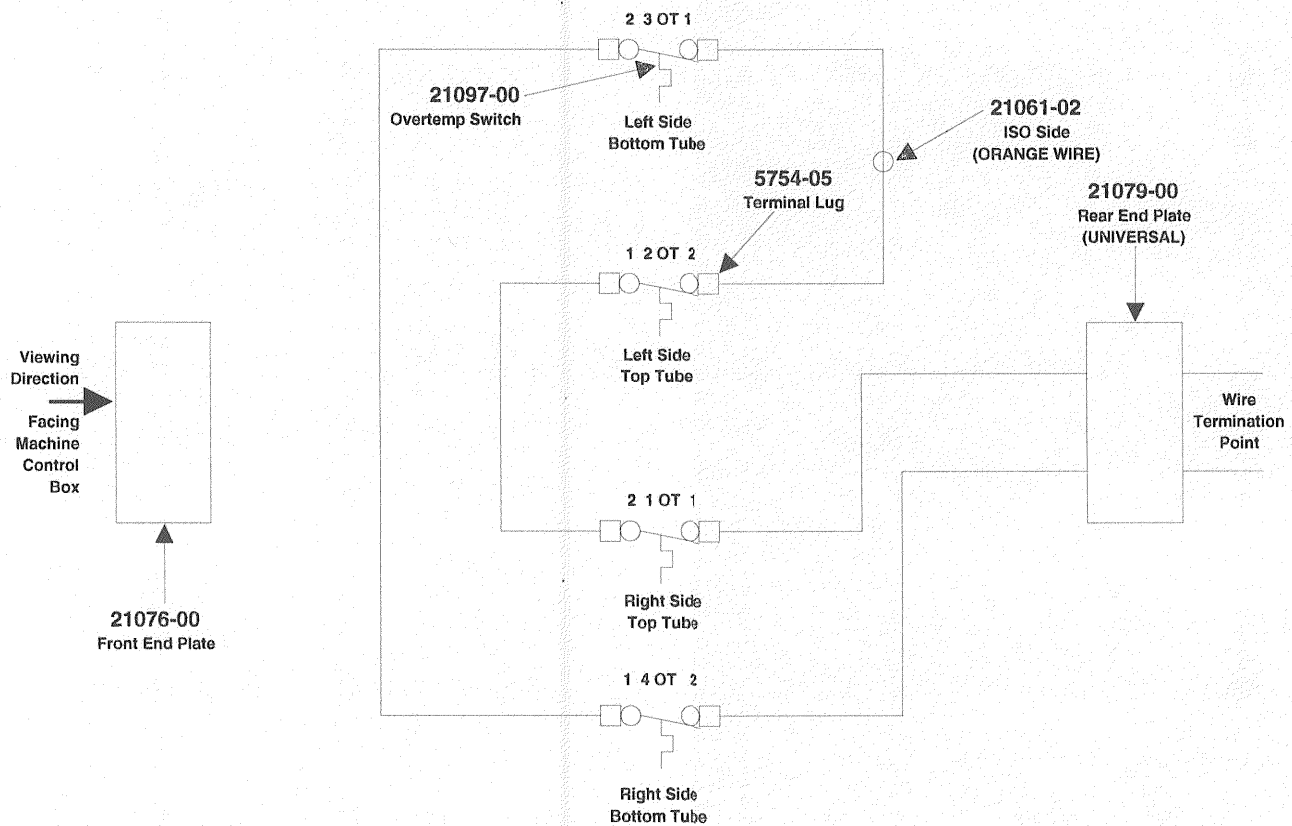 2 3 OT 1
21097-00
Overtemp Switch
Left Side
Bottom Tube
21061-02
ISO Side
(ORANGE WIRE)
5754-05
Terminal Lug
21079-00
Rear End Plate
(UNIVERSAL)
1 2 OT 2
Left Side
Top Tube
Viewing
Direction
Facing
Machine
Control
Box
Wire
Termination
Point
2 1 OT 1
Right Side
Top Tube
21076-00
Front End Plate
1 4 OT 2
Right Side
Bottom Tube